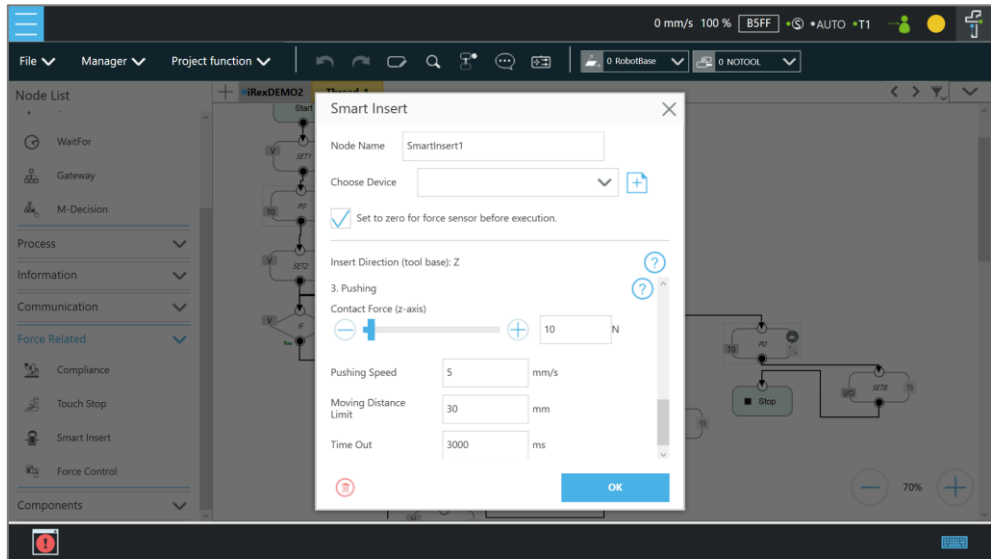 0 mm/s 100 % B5FF S AUTO T1
File Manager Project function 0 RobotBase 0 NOTOOL
Node List
iRexDEMO2 Thread_1
WaitFor
Gateway
M-Decision
Process
Information
Communication
Force Related
Compliance
Touch Stop
Smart Insert
Force Control
Components
Start
V
SET1
T0 P0
V
SET2
V
IF
Yes
Smart Insert
Node Name SmartInsert1
Choose Device
Set to zero for force sensor before execution.
Insert Direction (tool base): Z ?
3. Pushing ?
Contact Force (z-axis)
10 N
Pushing Speed 5 mm/s
Moving Distance
Limit 30 mm
Time Out 3000 ms
OK
P0
T0
SET8
I/O
Stop
70%